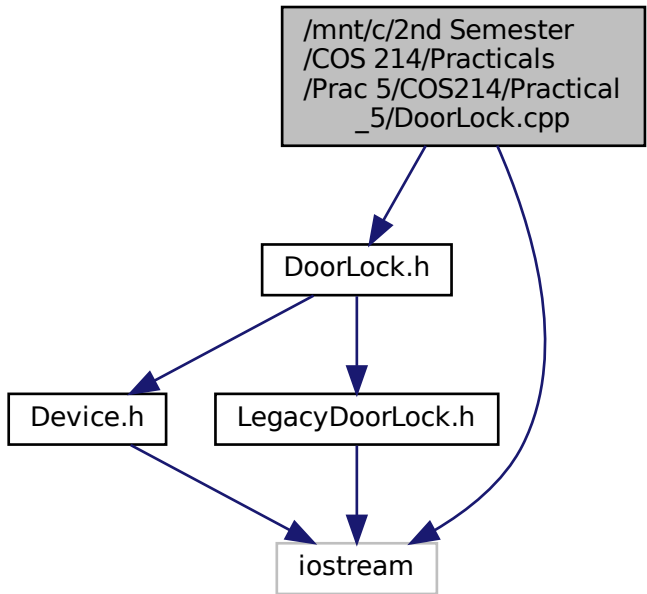 /mnt/c/2nd Semester
/COS 214/Practicals
/Prac 5/COS214/Practical
_5/DoorLock.cpp
DoorLock.h
Device.h
LegacyDoorLock.h
iostream